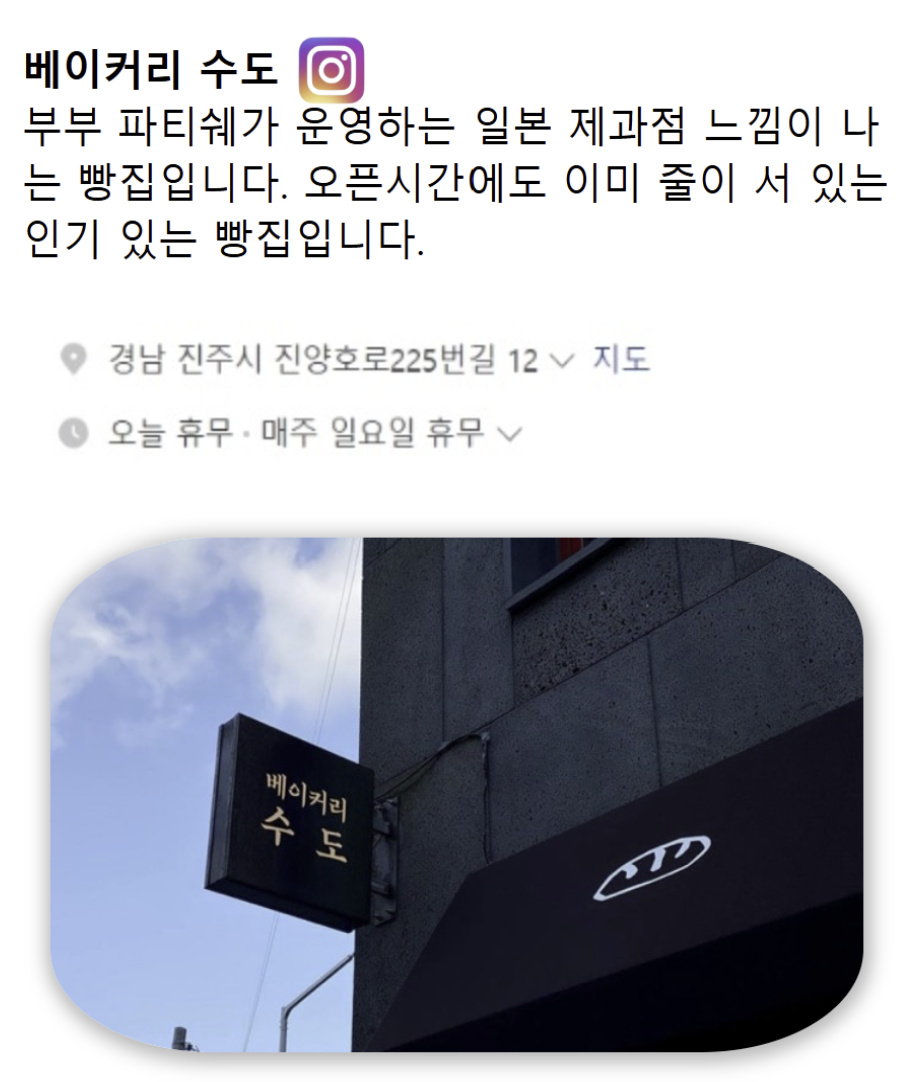 베이커리 수도
부부 파티쉐가 운영하는 일본 제과점 느낌이 나
는 빵집입니다. 오픈시간에도 이미 줄이 서 있는
인기 있는 빵집입니다.
경남 진주시 진양호로225번길 12 지도
오늘 휴무 · 매주 일요일 휴무
베이커리
수 도